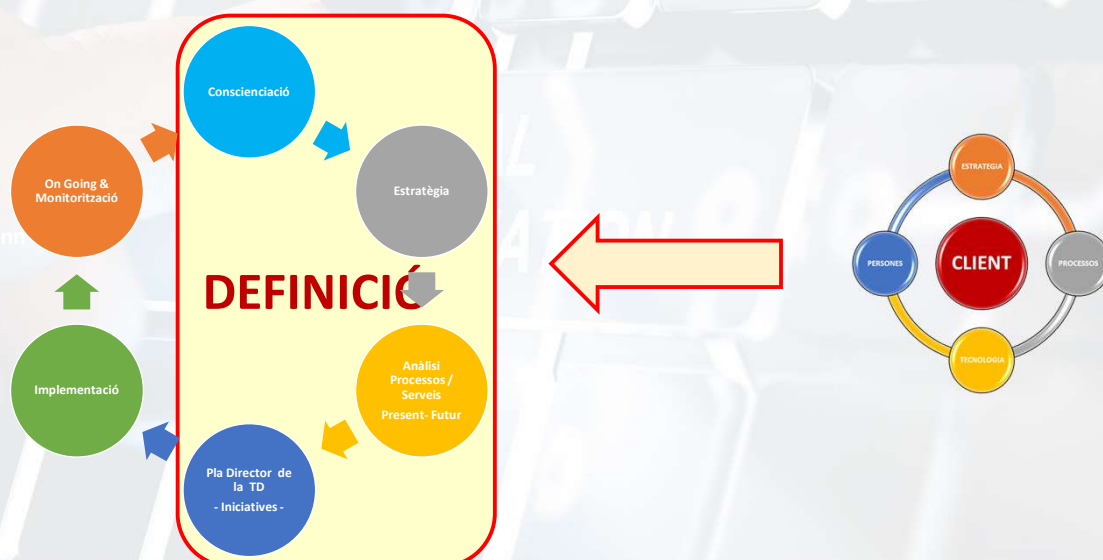 Conscienciació
On Going &
Monitorització
Estratègia
DEFINICIÓ
Implementació
Anàlisi
Processos /
Serveis
Present- Futur
Pla Director de
la TD
- Iniciatives -
ESTRATEGIA
PERSONES
CLIENT
PROCESSOS
TECNOLOGIA